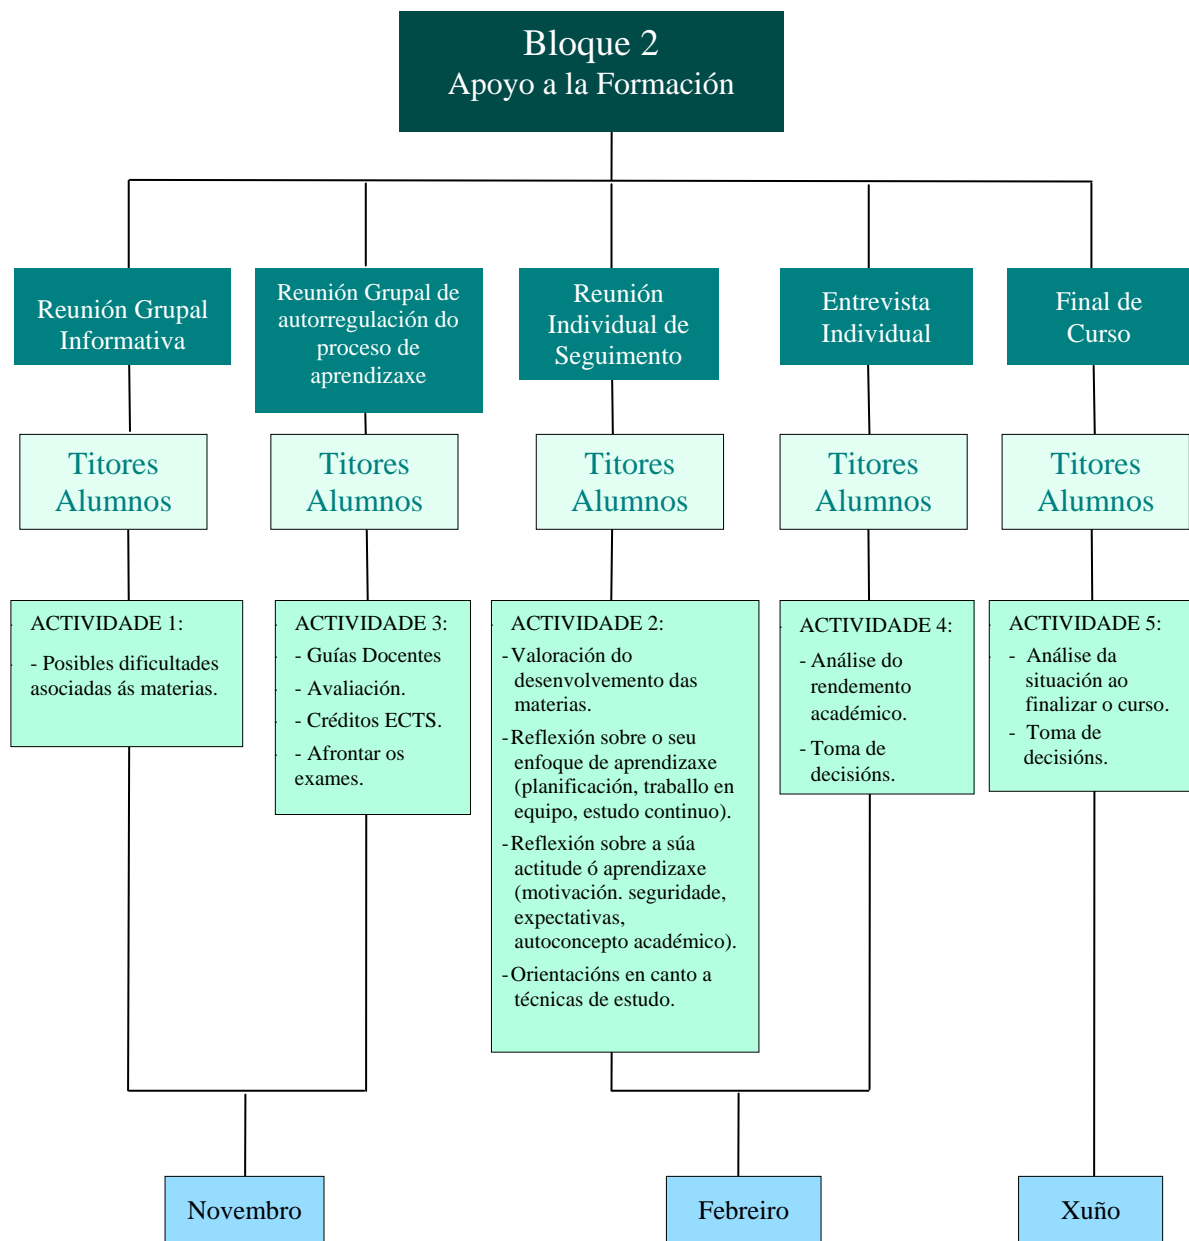 Bloque 2
Apoyo a la Formación
Reunión Grupal
Informativa
Reunión Grupal de
autorregulación do
proceso de
aprendizaxe
Reunión
Individual de
Seguimento
Entrevista
Individual
Final de
Curso
Titores
Alumnos
Titores
Alumnos
Titores
Alumnos
Titores
Alumnos
Titores
Alumnos
ACTIVIDADE 1:
- Posibles dificultades
asociadas ás materias.
ACTIVIDADE 3:
- Guías Docentes
- Avaliación.
- Créditos ECTS.
- Afrontar os
exames.
ACTIVIDADE 2:
-Valoración do
desenvolvemento das
materias.
-Reflexión sobre o seu
enfoque de aprendizaxe
(planificación, traballo en
equipo, estudo continuo).
-Reflexión sobre a súa
actitude ó aprendizaxe
(motivación. seguridade,
expectativas,
autoconcepto académico).
-Orientacións en canto a
técnicas de estudo.
ACTIVIDADE 4:
- Análise do
rendemento
académico.
- Toma de
decisións.
ACTIVIDADE 5:
- Análise da
situación ao
finalizar o curso.
- Toma de
decisións.
Novembro
Febreiro
Xuño